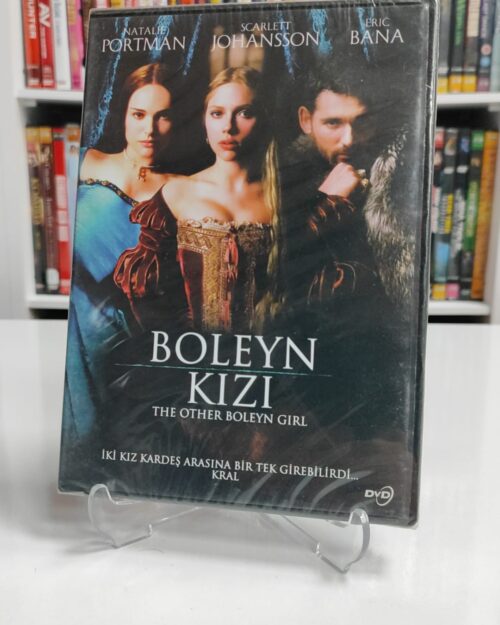 NATALIE PORTMAN
SCARLETT JOHANSSON
ERIC BANA
BOLEYN
KIZI
THE OTHER BOLEYN GIRL
İKİ KIZ KARDEŞ ARASINA BİR TEK GİREBİLİRDİ...
KRAL
DVD